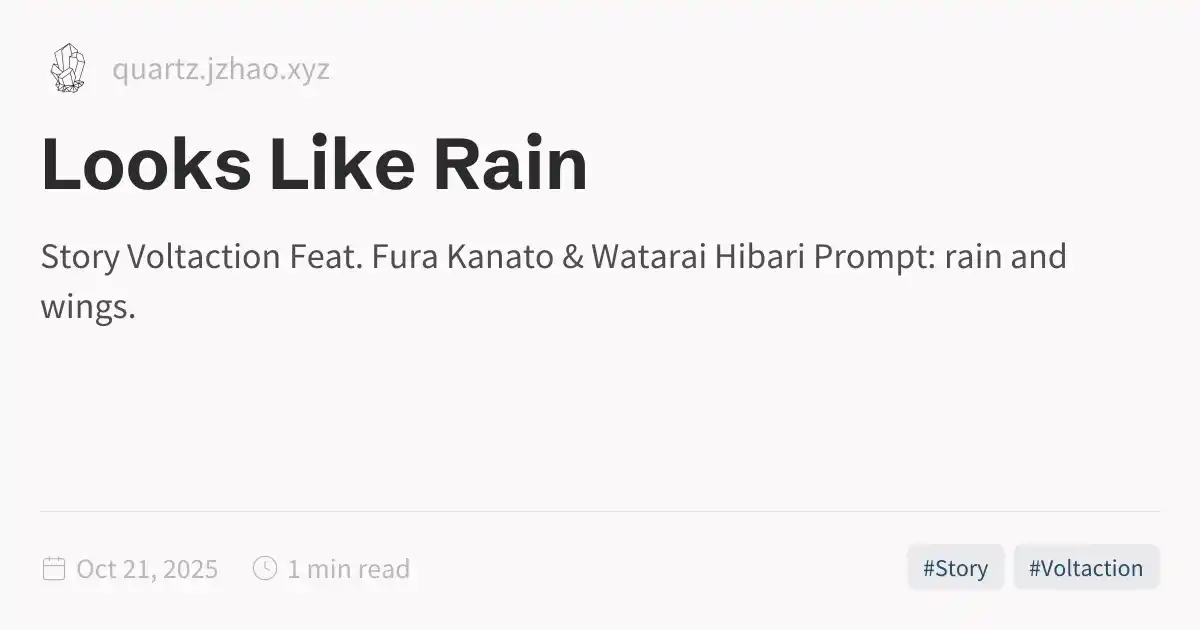 quartz.jzhao.xyz
Looks Like Rain
Story Voltaction Feat. Fura Kanato & Watarai Hibari Prompt: rain and
wings.
Oct 21, 2025
1 min read
#Story
#Voltaction